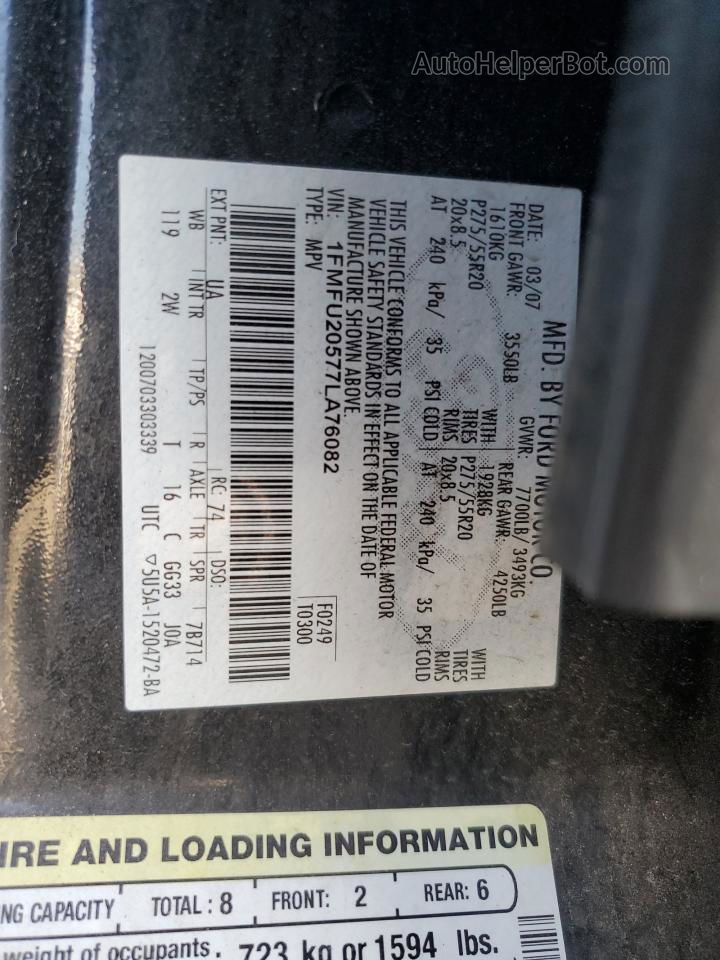 AutoHelperBot.com
MFD. BY FORD MOTOR CO.
DATE: 03/07 GVWR: 7700LB/ 3493KG
FRONT GAWR: 3550LB REAR GAWR: 4250LB
1610KG WITH 1928KG WITH
P275/55R20 TIRES P275/55R20 TIRES
20x8.5 RIMS 20x8.5 RIMS
AT 240 kPa/ 35 PSI COLD AT 240 kPa/ 35 PSI COLD
THIS VEHICLE CONFORMS TO ALL APPLICABLE FEDERAL MOTOR
VEHICLE SAFETY STANDARDS IN EFFECT ON THE DATE OF
MANUFACTURE SHOWN ABOVE.
VIN: 1FMFU20577LA76082 F0249
TYPE: MPV T0300
EXT PNT: UA RC: 74 DSO:
WB INT TR TP/PS R AXLE TR SPR 7B714
119 2W T 16 C GG33 J0A
1200703303339 UTC ▽5U5A-1520472-BA
IRE AND LOADING INFORMATION
NG CAPACITY TOTAL : 8 FRONT: 2 REAR: 6
weight of occupants. 723 kg or 1594 lbs.